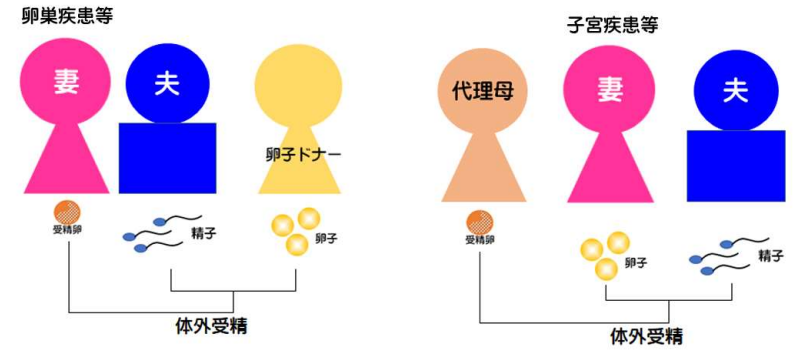 卵巣疾患等
妻
夫
卵子ドナー
受精卵
精子
卵子
体外受精
子宮疾患等
代理母
妻
夫
受精卵
卵子
精子
体外受精